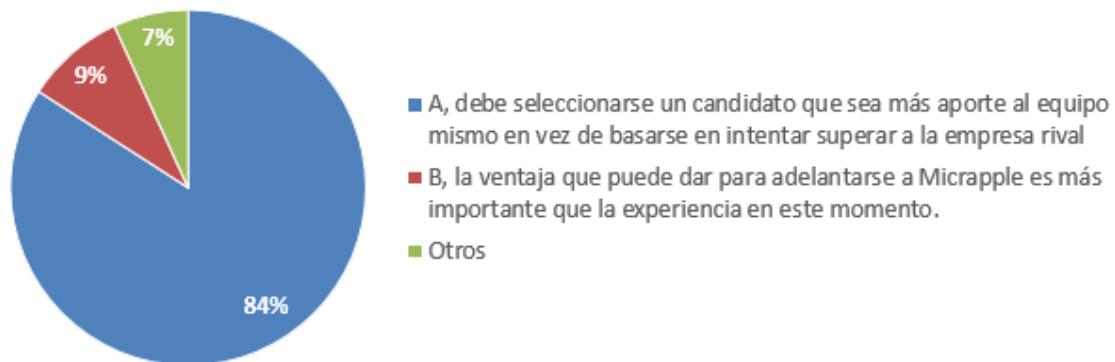 7%
9%
84%
A, debe seleccionarse un candidato que sea más aporte al equipo
mismo en vez de basarse en intentar superar a la empresa rival
B, la ventaja que puede dar para adelantarse a Micrapple es más
importante que la experiencia en este momento.
Otros